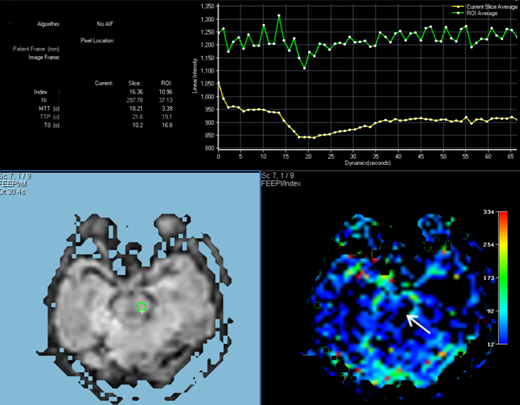 Algorithm: No AIF
Pixel Location
Patient Frame (mm)
Image Frame:
Current: Slice: ROI:
Index : 16.36 10.96
NI : 297.78 37.13
MTT (s) 18.21 3.39
TTP (s) 21.6 19.1
T0 (s) 10.2 16.8
Current Slice Average
ROI Average
Linear Intensity
1,350
1,300
1,250
1,200
1,150
1,100
1,050
1,000
950
900
850
800
0 5 10 15 20 25 30 35 40 45 50 55 60 65
Dynamics(seconds)
Sc 7, 1 / 9
FEEPI/M
Dt 30.4s
Sc 7, 1 / 9
FEEPI/Index
334
254
173
92
12